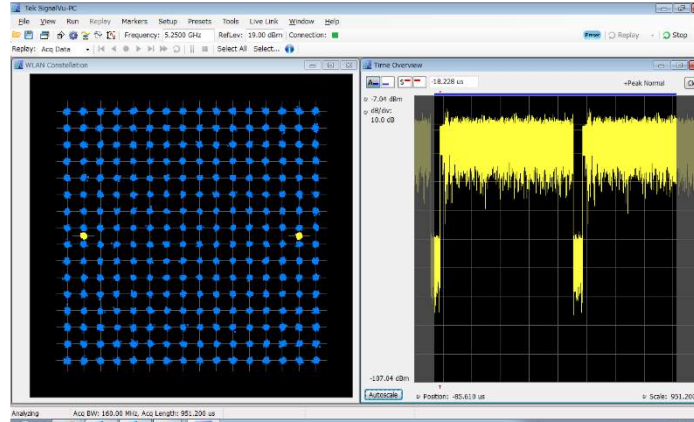 Tek SignalVu-PC
File View Run Replay Markers Setup Presets Tools Live Link Window Help
Frequency: 5.2500 GHz RefLev: 19.00 dBm Connection: Replay Stop
Replay: Acq Data Select All Select...
WLAN Constellation
Time Overview
-18.228 us +Peak Normal
-7.04 dBm
dB/div:
10.0 dB
-107.04 dBm
Autoscale Position: -85.610 us Scale: 951.200
Analyzing Acq BW: 160.00 MHz, Acq Length: 951.200 us